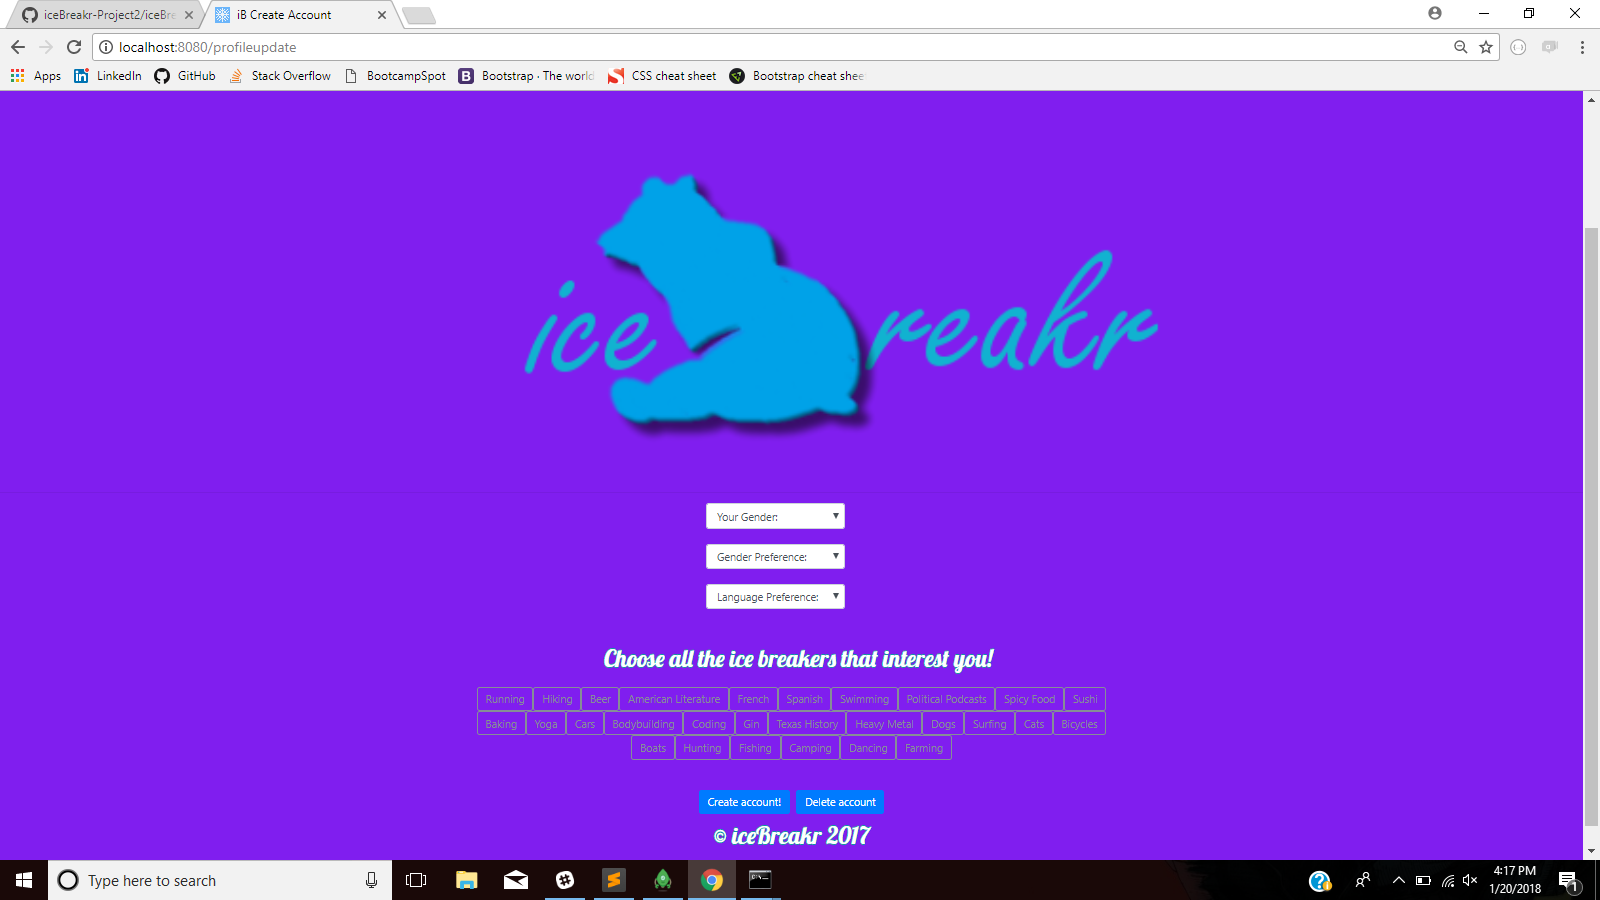 iceBreakr-Project2/iceBre
iB Create Account
localhost:8080/profileupdate
Apps LinkedIn GitHub Stack Overflow BootcampSpot Bootstrap · The world CSS cheat sheet Bootstrap cheat shee
ice reakr
Your Gender:
Gender Preference:
Language Preference:
Choose all the ice breakers that interest you!
Running Hiking Beer American Literature French Spanish Swimming Political Podcasts Spicy Food Sushi
Baking Yoga Cars Bodybuilding Coding Gin Texas History Heavy Metal Dogs Surfing Cats Bicycles
Boats Hunting Fishing Camping Dancing Farming
Create account! Delete account
© iceBreakr 2017
Type here to search
4:17 PM
1/20/2018
1